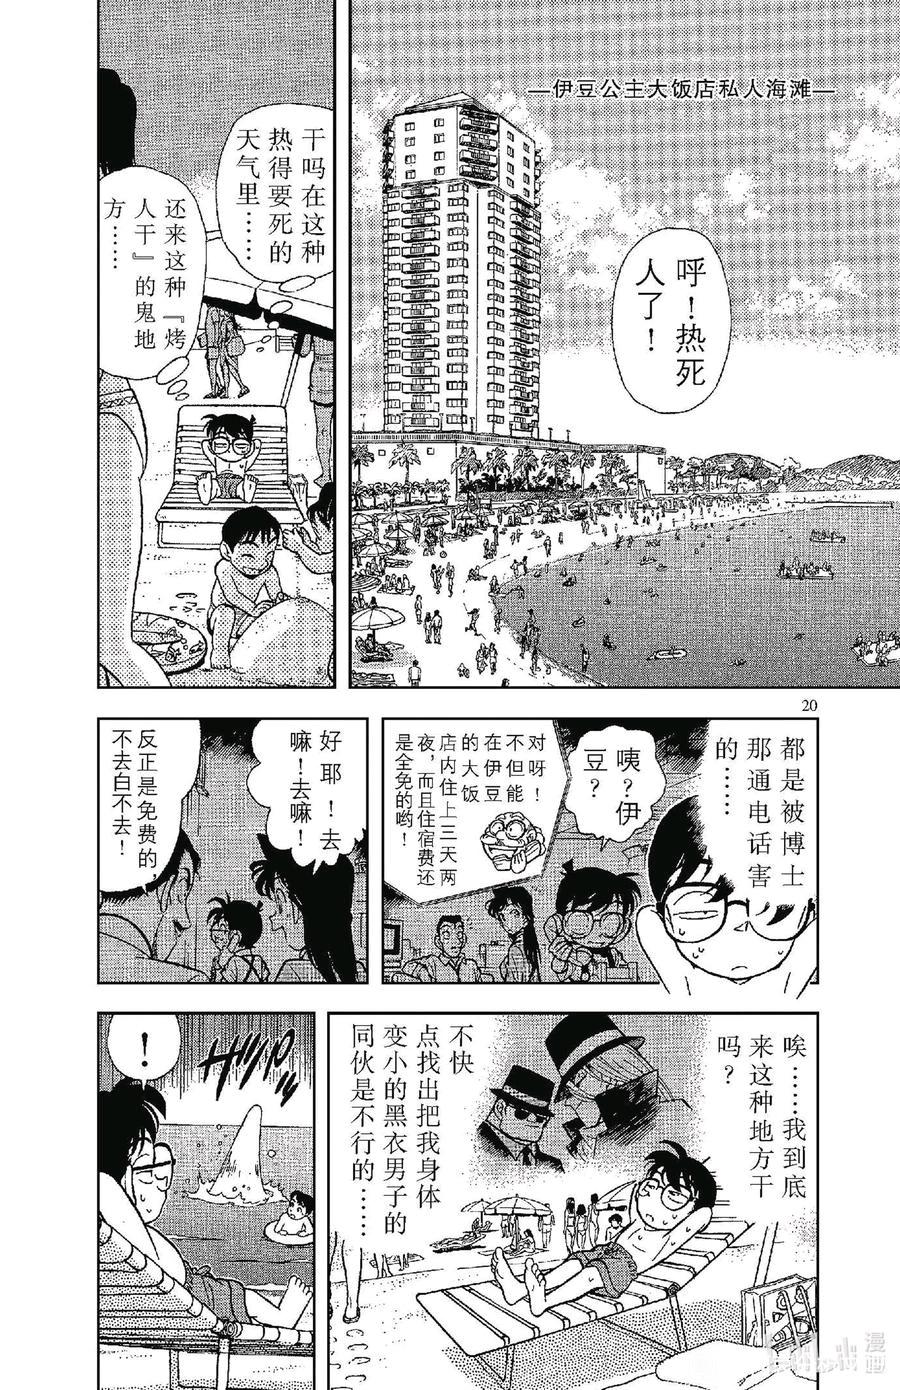 —伊豆公主大饭店私人海滩—
呼！热死
人了！
干吗在这种
热得要死的
天气里……
还来这种『烤
人干』的鬼地
方……
20
都是被博士
那通电话害
的……
咦？伊
豆？
对呀！
不但能
在伊豆
的大饭
店内住上三天两
夜，而且住宿费还
是全免的哟！
好耶！去
嘛！去嘛！
反正是免费的，
不去白不去！
唉……我到底
来这种地方干
吗？
不快
点找出把我身体
变小的黑衣男子的
同伙是不行的……
！
漫画